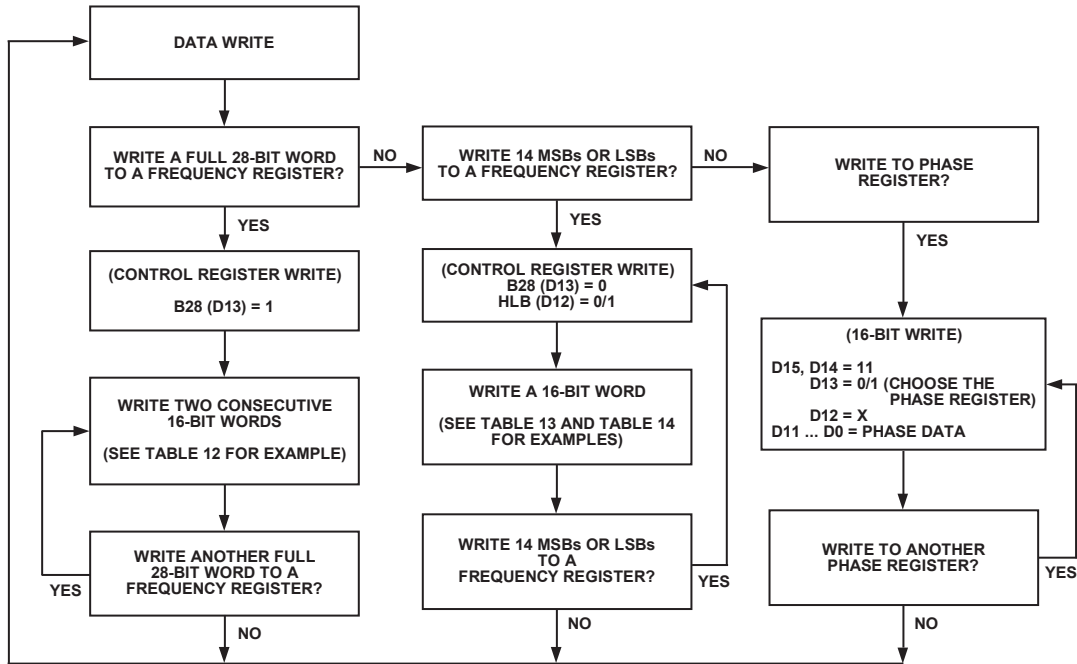 DATA WRITE
WRITE A FULL 28-BIT WORD
TO A FREQUENCY REGISTER?
NO
WRITE 14 MSBs OR LSBs
TO A FREQUENCY REGISTER?
NO
WRITE TO PHASE
REGISTER?
YES
YES
YES
(CONTROL REGISTER WRITE)
B28 (D13) = 1
(CONTROL REGISTER WRITE)
B28 (D13) = 0
HLB (D12) = 0/1
(16-BIT WRITE)
D15, D14 = 11
D13 = 0/1 (CHOOSE THE
PHASE REGISTER)
D12 = X
D11 ... D0 = PHASE DATA
WRITE TWO CONSECUTIVE
16-BIT WORDS
(SEE TABLE 12 FOR EXAMPLE)
WRITE A 16-BIT WORD
(SEE TABLE 13 AND TABLE 14
FOR EXAMPLES)
WRITE ANOTHER FULL
28-BIT WORD TO A
FREQUENCY REGISTER?
YES
NO
WRITE 14 MSBs OR LSBs
TO A
FREQUENCY REGISTER?
YES
NO
WRITE TO ANOTHER
PHASE REGISTER?
YES
NO